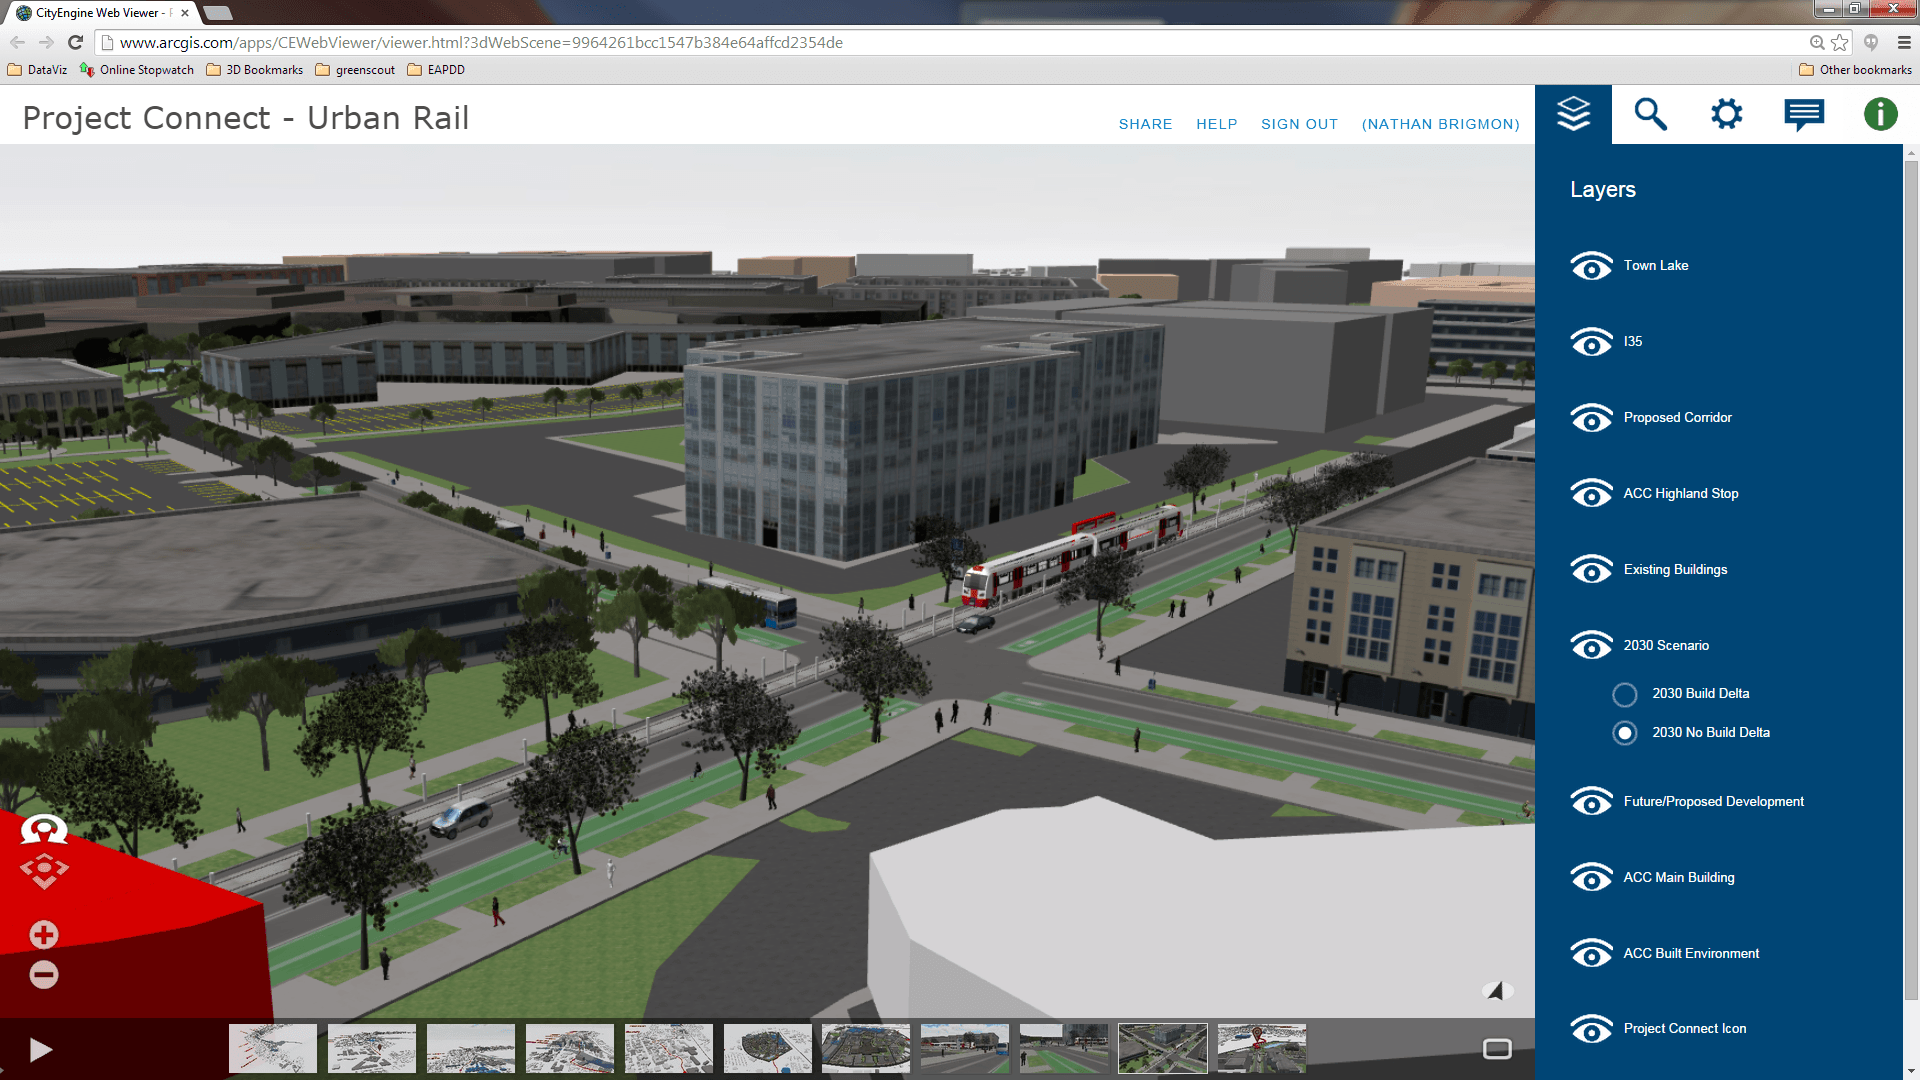 CityEngine Web Viewer - P
www.arcgis.com/apps/CEWebViewer/viewer.html?3dWebScene=9964261bcc1547b384e64affcd2354de
DataViz Online Stopwatch 3D Bookmarks greenscout EAPDD Other bookmarks
Project Connect - Urban Rail
SHARE HELP SIGN OUT (NATHAN BRIGMON)
Layers
Town Lake
I35
Proposed Corridor
ACC Highland Stop
Existing Buildings
2030 Scenario
2030 Build Delta
2030 No Build Delta
Future/Proposed Development
ACC Main Building
ACC Built Environment
Project Connect Icon